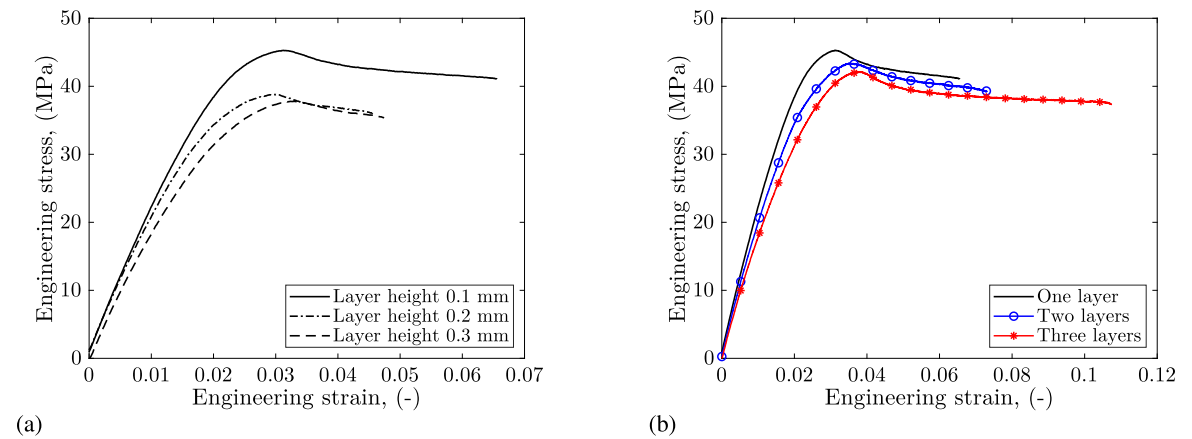 50
40
30
20
10
0
Engineering stress, (MPa)
Layer height 0.1 mm
Layer height 0.2 mm
Layer height 0.3 mm
0 0.01 0.02 0.03 0.04 0.05 0.06 0.07
Engineering strain, (-)
(a)
50
40
30
20
10
0
Engineering stress, (MPa)
One layer
Two layers
Three layers
0 0.02 0.04 0.06 0.08 0.1 0.12
Engineering strain, (-)
(b)